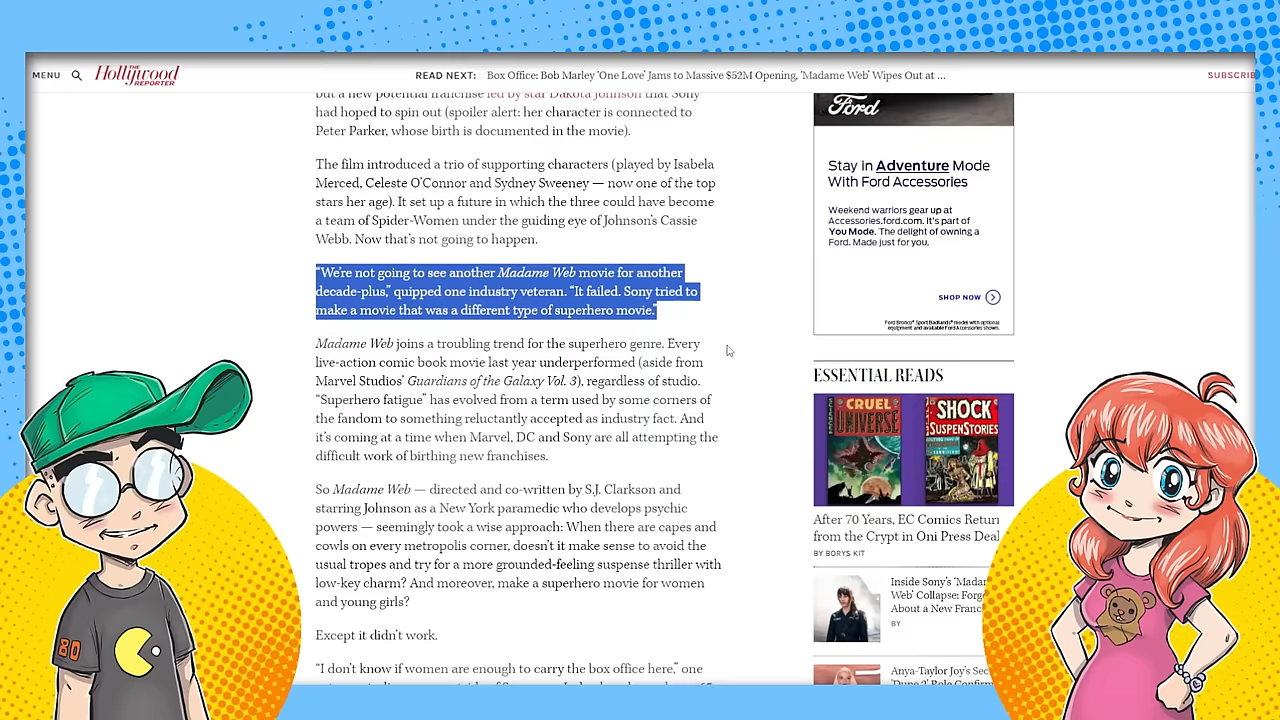 MENU
THE
Hollywood
REPORTER
READ NEXT: Box Office: Bob Marley 'One Love' Jams to Massive $52M Opening, 'Madame Web' Wipes Out at ...
SUBSCRIB
but a new potential franchise led by star Dakota Johnson that Sony
had hoped to spin out (spoiler alert: her character is connected to
Peter Parker, whose birth is documented in the movie).
The film introduced a trio of supporting characters (played by Isabela
Merced, Celeste O'Connor and Sydney Sweeney — now one of the top
stars her age). It set up a future in which the three could have become
a team of Spider-Women under the guiding eye of Johnson's Cassie
Webb. Now that's not going to happen.
"We're not going to see another Madame Web movie for another
decade-plus," quipped one industry veteran. "It failed. Sony tried to
make a movie that was a different type of superhero movie."
Madame Web joins a troubling trend for the superhero genre. Every
live-action comic book movie last year underperformed (aside from
Marvel Studios' Guardians of the Galaxy Vol. 3), regardless of studio.
"Superhero fatigue" has evolved from a term used by some corners of
the fandom to something reluctantly accepted as industry fact. And
it's coming at a time when Marvel, DC and Sony are all attempting the
difficult work of birthing new franchises.
So Madame Web — directed and co-written by S.J. Clarkson and
starring Johnson as a New York paramedic who develops psychic
powers — seemingly took a wise approach: When there are capes and
cowls on every metropolis corner, doesn't it make sense to avoid the
usual tropes and try for a more grounded-feeling suspense thriller with
low-key charm? And moreover, make a superhero movie for women
and young girls?
Except it didn't work.
"I don't know if women are enough to carry the box office here," one
Ford
Stay in Adventure Mode
With Ford Accessories
Weekend warriors gear up at
Accessories.ford.com. It's part of
You Mode. The delight of owning a
Ford. Made just for you.
SHOP NOW
Ford Bronco® Sport Badlands® model with optional
equipment and available Ford Accessories shown.
ESSENTIAL READS
CRUEL
UNIVERSE
SHOCK
SUSPENSTORIES
After 70 Years, EC Comics Return
from the Crypt in Oni Press Deal
BY BORYS KIT
Inside Sony's 'Madam
Web' Collapse: Forge
About a New Franc
BY
Anya-Taylor Joy's Sec
'Dune 2' Role Confirm
80